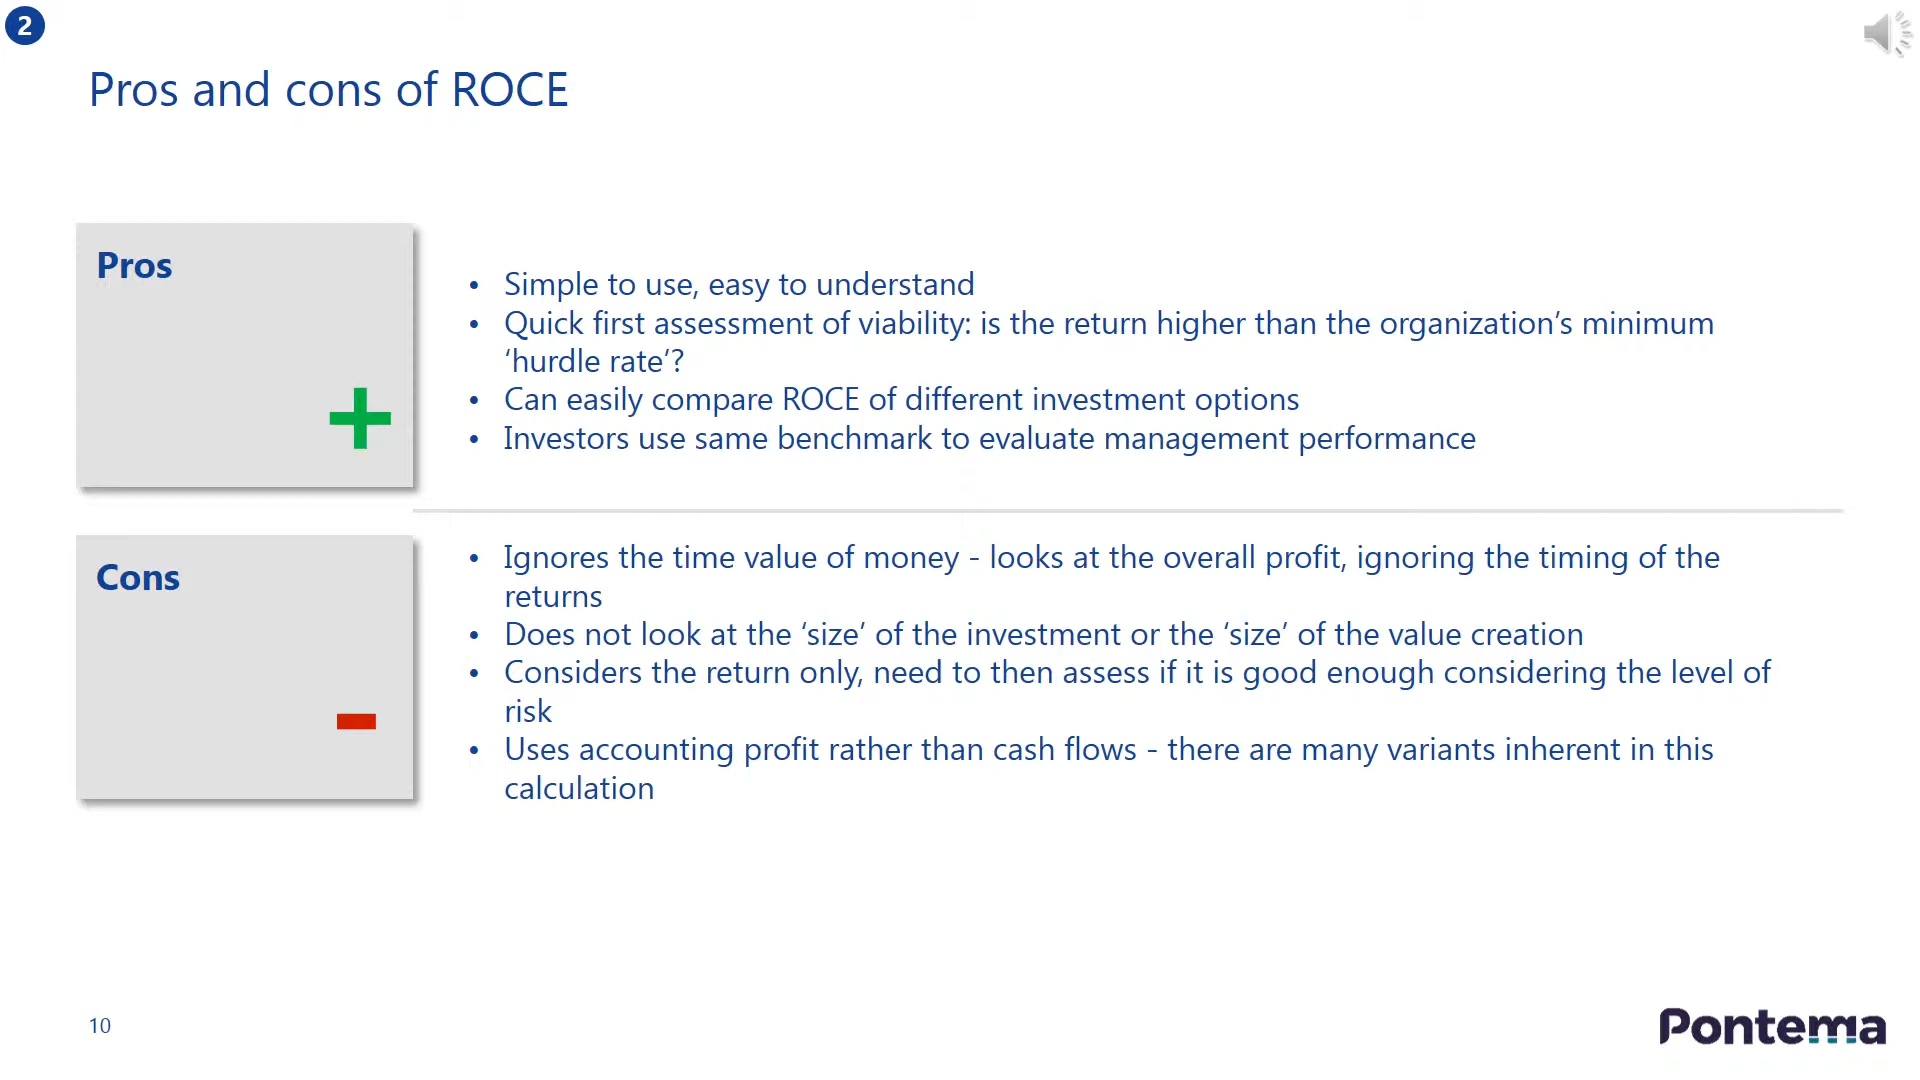 2
Pros and cons of ROCE
Pros
• Simple to use, easy to understand
• Quick first assessment of viability: is the return higher than the organization’s minimum
‘hurdle rate’?
• Can easily compare ROCE of different investment options
• Investors use same benchmark to evaluate management performance
Cons
• Ignores the time value of money - looks at the overall profit, ignoring the timing of the
returns
• Does not look at the ‘size’ of the investment or the ‘size’ of the value creation
• Considers the return only, need to then assess if it is good enough considering the level of
risk
• Uses accounting profit rather than cash flows - there are many variants inherent in this
calculation
10
Pontema